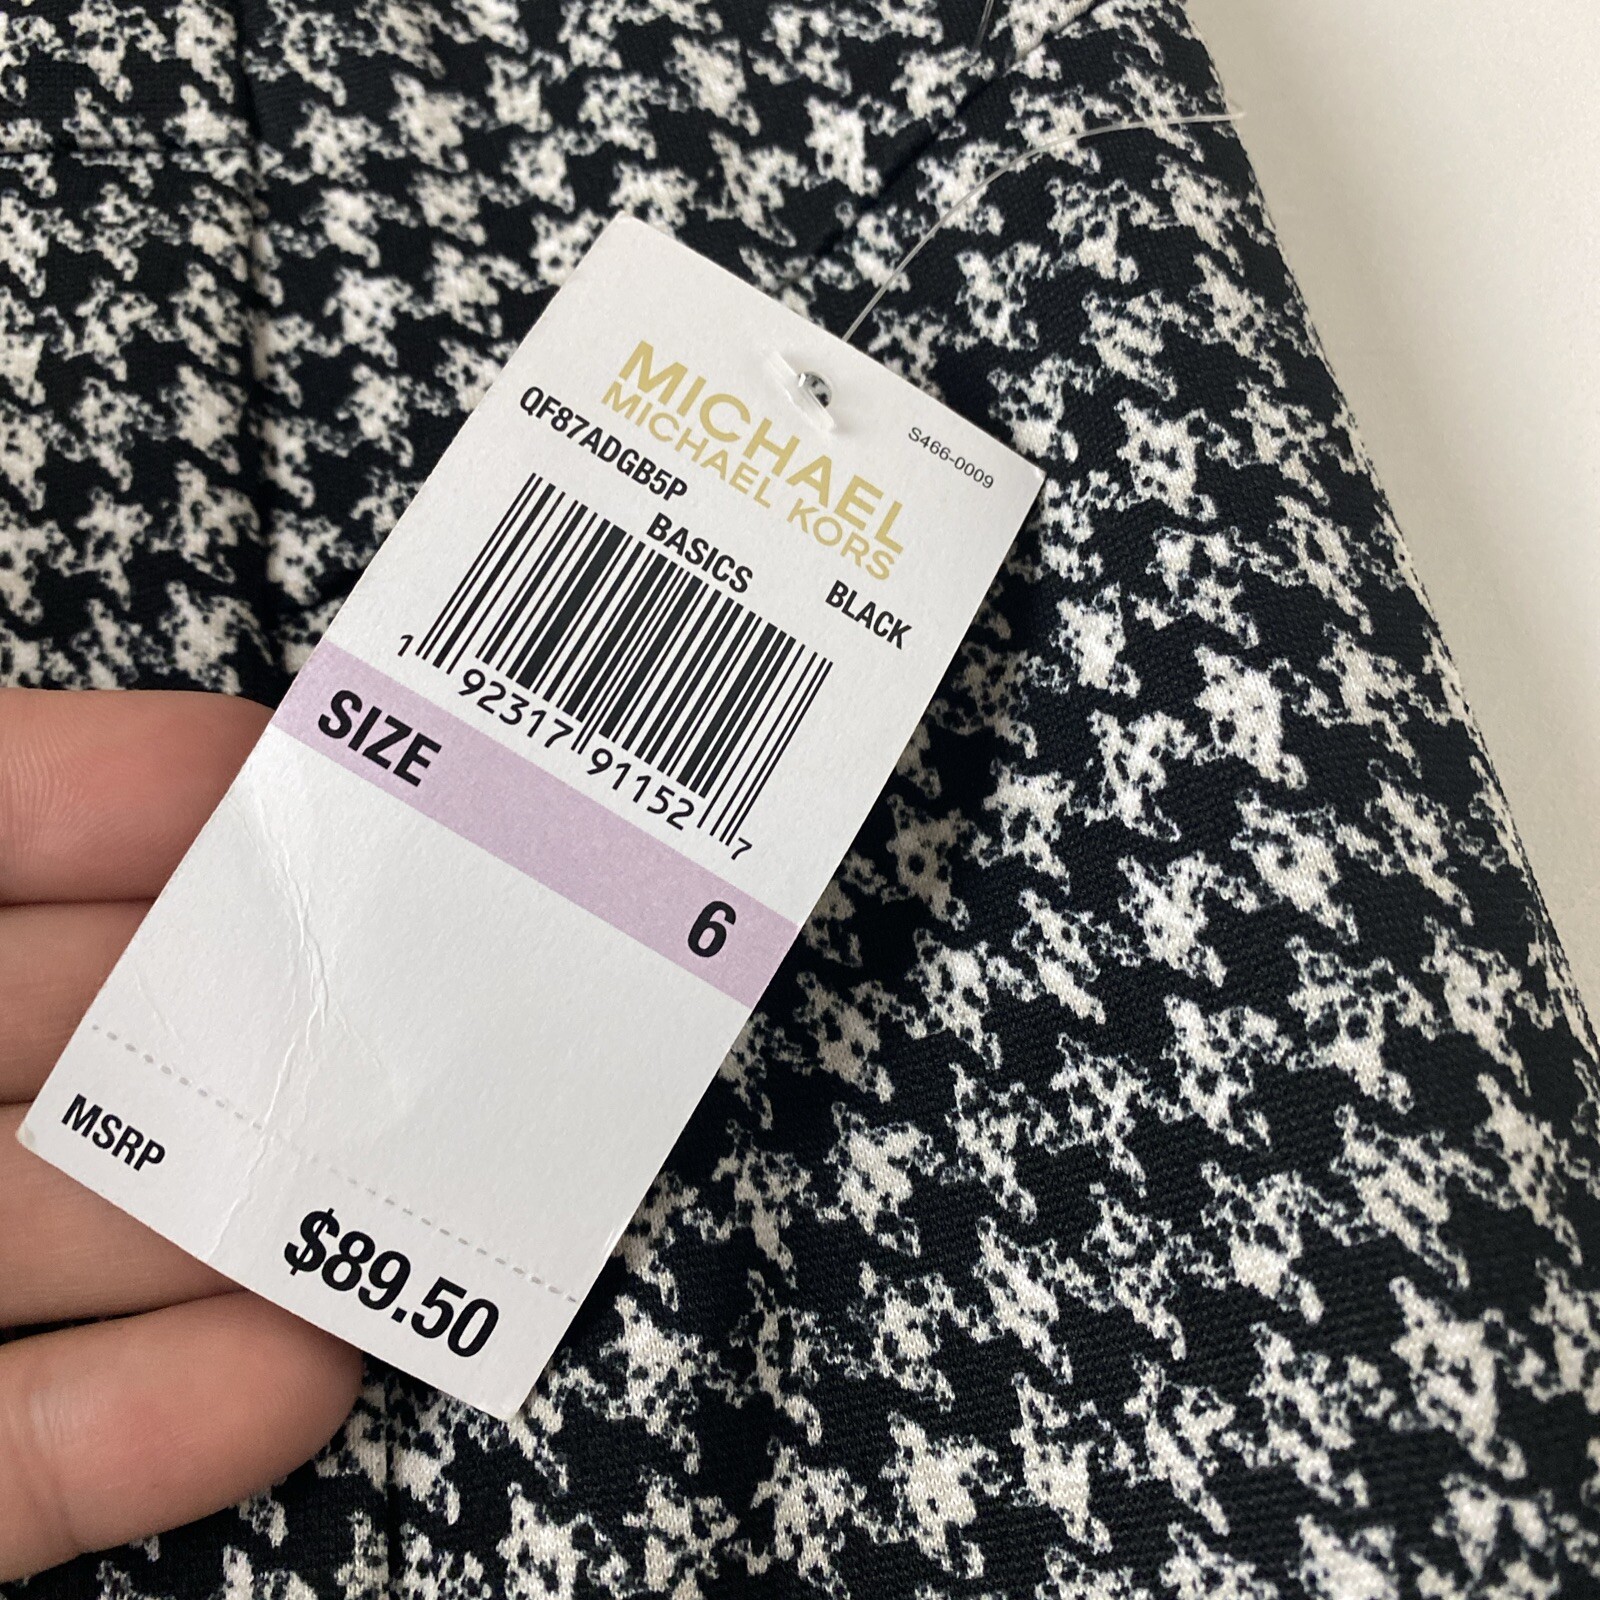 S466-0009
MICHAEL
MICHAEL KORS
QF87ADGB5P
BASICS
BLACK
1 92317 91152 7
SIZE 6
MSRP
$89.50